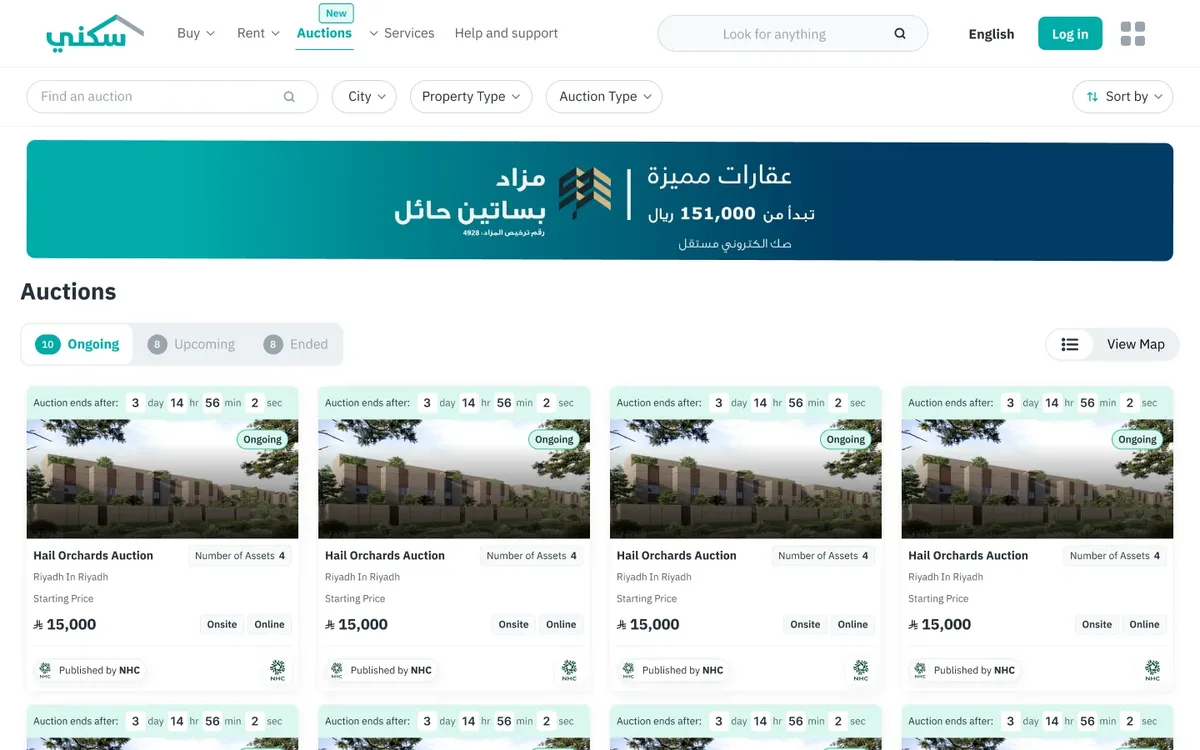 سكني
Buy
Rent
New
Auctions
Services
Help and support
Look for anything
English
Log in
Find an auction
City
Property Type
Auction Type
Sort by
عقارات مميزة
تبدأ من 151,000 ريال
صك الكتروني مستقل
مزاد
بساتين حائل
رقم ترخيص المزاد: 4928
Auctions
10 Ongoing
8 Upcoming
8 Ended
View Map
Auction ends after: 3 day 14 hr 56 min 2 sec
Ongoing
Hail Orchards Auction
Number of Assets 4
Riyadh In Riyadh
Starting Price
15,000
Onsite
Online
NHC
Published by NHC
NHC
Auction ends after: 3 day 14 hr 56 min 2 sec
Ongoing
Hail Orchards Auction
Number of Assets 4
Riyadh In Riyadh
Starting Price
15,000
Onsite
Online
NHC
Published by NHC
NHC
Auction ends after: 3 day 14 hr 56 min 2 sec
Ongoing
Hail Orchards Auction
Number of Assets 4
Riyadh In Riyadh
Starting Price
15,000
Onsite
Online
NHC
Published by NHC
NHC
Auction ends after: 3 day 14 hr 56 min 2 sec
Ongoing
Hail Orchards Auction
Number of Assets 4
Riyadh In Riyadh
Starting Price
15,000
Onsite
Online
NHC
Published by NHC
NHC
Auction ends after: 3 day 14 hr 56 min 2 sec
Auction ends after: 3 day 14 hr 56 min 2 sec
Auction ends after: 3 day 14 hr 56 min 2 sec
Auction ends after: 3 day 14 hr 56 min 2 sec